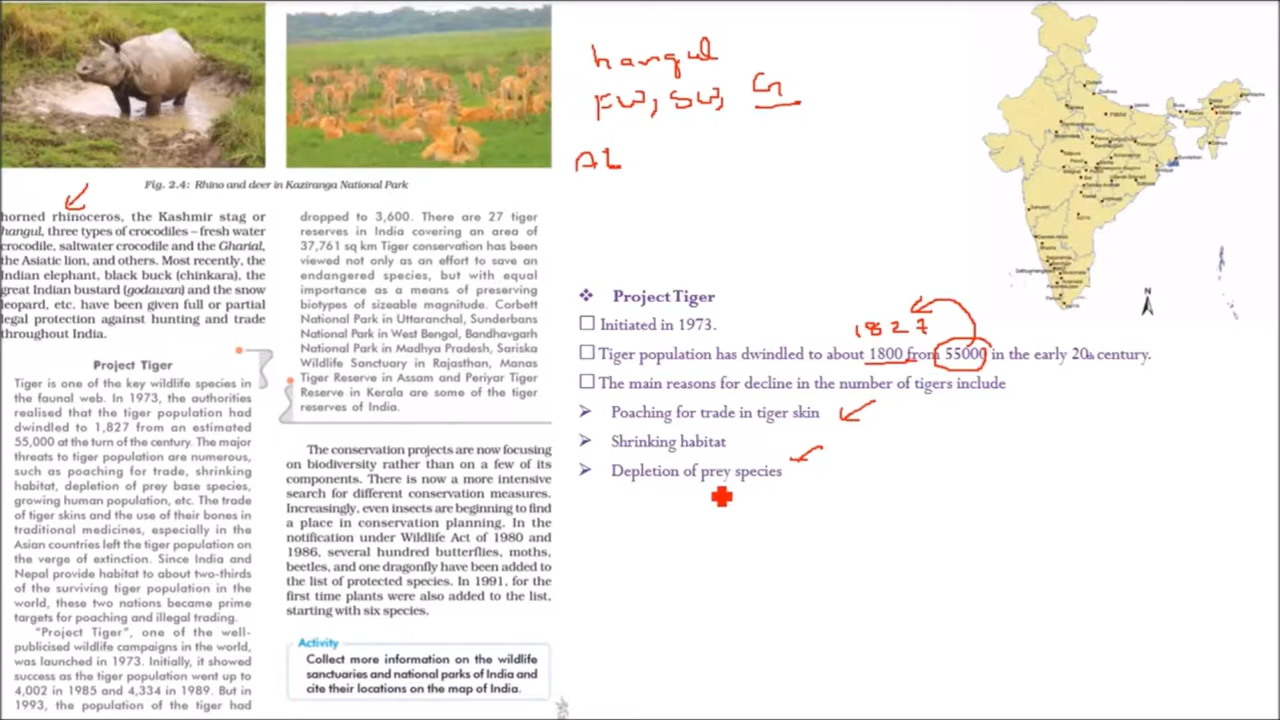 Fig. 2.4: Rhino and deer in Kaziranga National Park
horned rhinoceros, the Kashmir stag or
hangul, three types of crocodiles – fresh water
crocodile, saltwater crocodile and the Gharial,
the Asiatic lion, and others. Most recently, the
Indian elephant, black buck (chinkara), the
great Indian bustard (godawan) and the snow
leopard, etc. have been given full or partial
legal protection against hunting and trade
throughout India.
Project Tiger
Tiger is one of the key wildlife species in
the faunal web. In 1973, the authorities
realised that the tiger population had
dwindled to 1,827 from an estimated
55,000 at the turn of the century. The major
threats to tiger population are numerous,
such as poaching for trade, shrinking
habitat, depletion of prey base species,
growing human population, etc. The trade
of tiger skins and the use of their bones in
traditional medicines, especially in the
Asian countries left the tiger population on
the verge of extinction. Since India and
Nepal provide habitat to about two-thirds
of the surviving tiger population in the
world, these two nations became prime
targets for poaching and illegal trading.
"Project Tiger", one of the well-
publicised wildlife campaigns in the world,
was launched in 1973. Initially, it showed
success as the tiger population went up to
4,002 in 1985 and 4,334 in 1989. But in
1993, the population of the tiger had
dropped to 3,600. There are 27 tiger
reserves in India covering an area of
37,761 sq km Tiger conservation has been
viewed not only as an effort to save an
endangered species, but with equal
importance as a means of preserving
biotypes of sizeable magnitude. Corbett
National Park in Uttaranchal, Sunderbans
National Park in West Bengal, Bandhavgarh
National Park in Madhya Pradesh, Sariska
Wildlife Sanctuary in Rajasthan, Manas
Tiger Reserve in Assam and Periyar Tiger
Reserve in Kerala are some of the tiger
reserves of India.
The conservation projects are now focusing
on biodiversity rather than on a few of its
components. There is now a more intensive
search for different conservation measures.
Increasingly, even insects are beginning to find
a place in conservation planning. In the
notification under Wildlife Act of 1980 and
1986, several hundred butterflies, moths,
beetles, and one dragonfly have been added to
the list of protected species. In 1991, for the
first time plants were also added to the list,
starting with six species.
Activity
Collect more information on the wildlife
sanctuaries and national parks of India and
cite their locations on the map of India.
hangul
FW, SW, G
AL
❖ Project Tiger
☐ Initiated in 1973.
1827
☐ Tiger population has dwindled to about 1800 from 55000 in the early 20th century.
☐ The main reasons for decline in the number of tigers include
➢ Poaching for trade in tiger skin
➢ Shrinking habitat
➢ Depletion of prey species
N